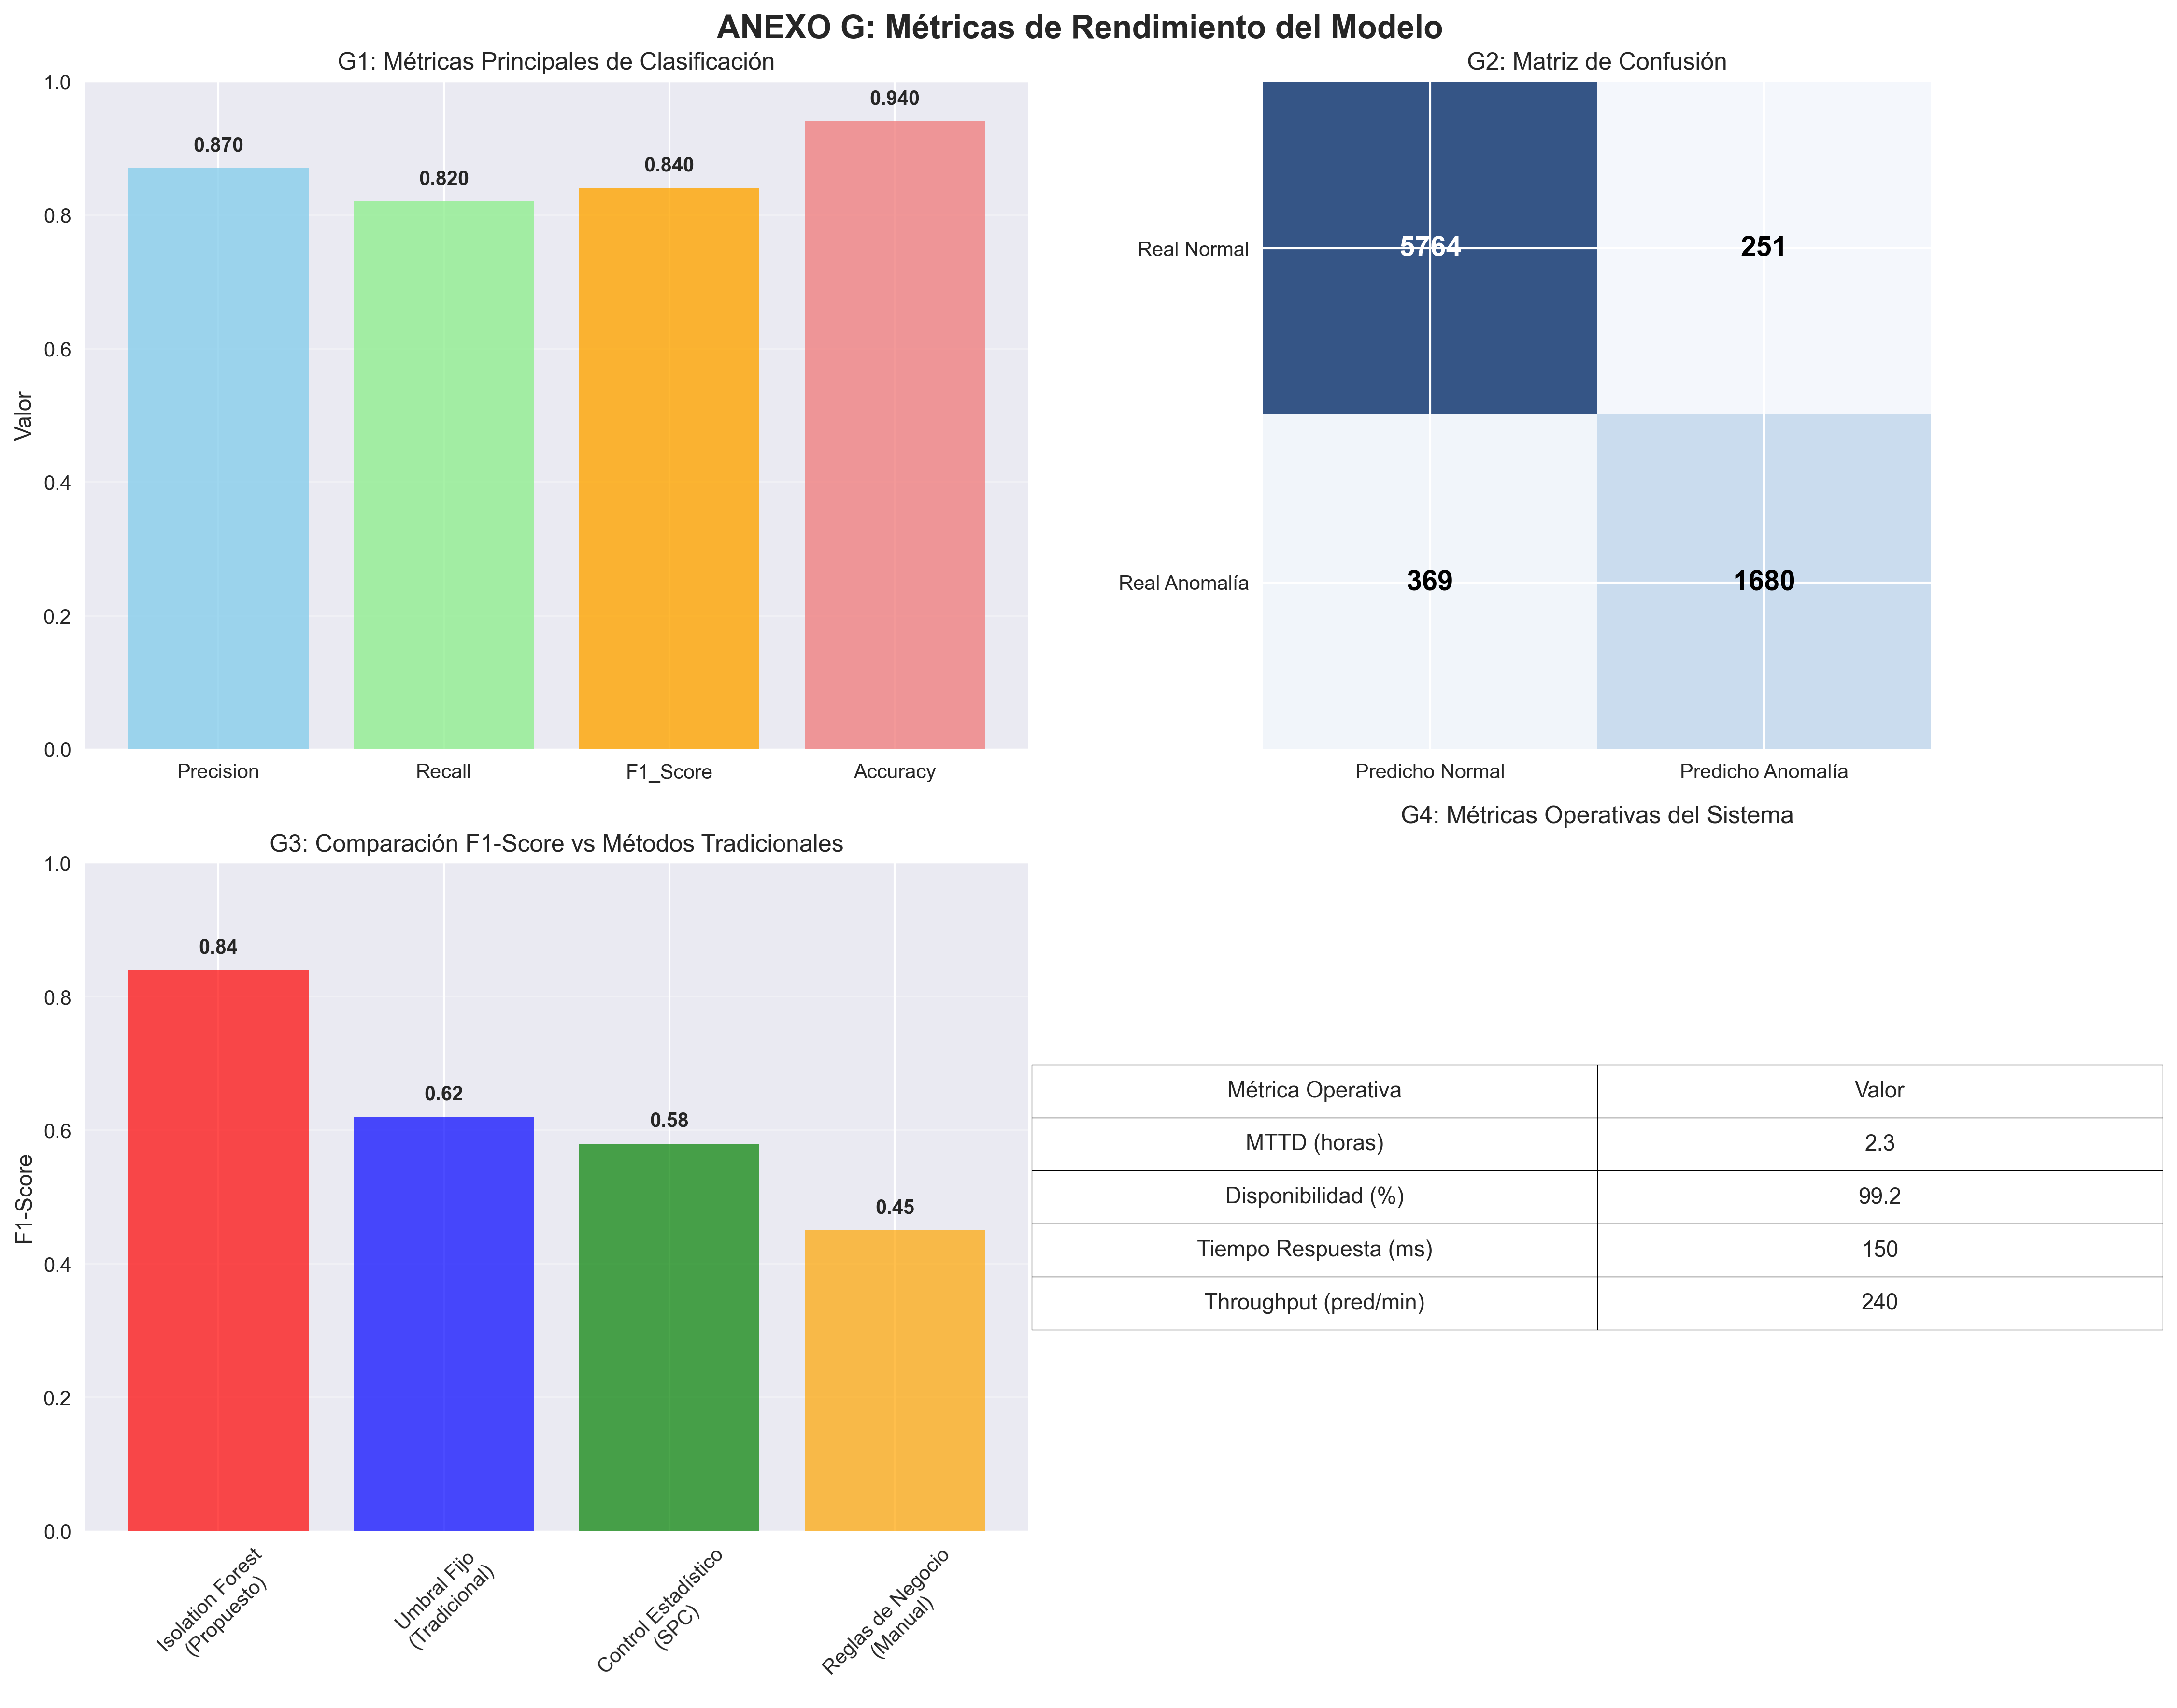 ANEXO G: Métricas de Rendimiento del Modelo
G1: Métricas Principales de Clasificación
Valor
1.0
0.8
0.6
0.4
0.2
0.0
0.870
0.820
0.840
0.940
Precision
Recall
F1_Score
Accuracy
G2: Matriz de Confusión
Real Normal
5764
251
Real Anomalía
369
1680
Predicho Normal
Predicho Anomalía
G3: Comparación F1-Score vs Métodos Tradicionales
F1-Score
1.0
0.8
0.6
0.4
0.2
0.0
0.84
0.62
0.58
0.45
Isolation Forest
(Propuesto)
Umbral Fijo
(Tradicional)
Control Estadístico
(SPC)
Reglas de Negocio
(Manual)
G4: Métricas Operativas del Sistema
Métrica Operativa Valor
MTTD (horas) 2.3
Disponibilidad (%) 99.2
Tiempo Respuesta (ms) 150
Throughput (pred/min) 240